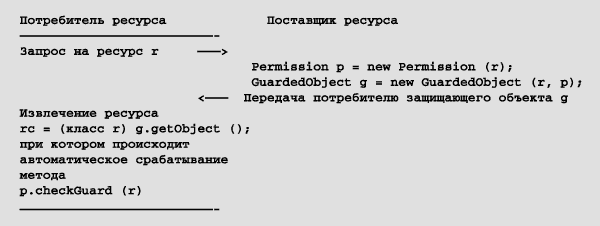 Потребитель ресурса Поставщик ресурса
Запрос на ресурс r ———>
Permission p = new Permission (r);
GuardedObject g = new GuardedObject (r, p);
<——— Передача потребителю защищающего объекта g
Извлечение ресурса
rc = (класс r) g.getObject ();
при котором происходит
автоматическое срабатывание
метода
p.checkGuard (r)